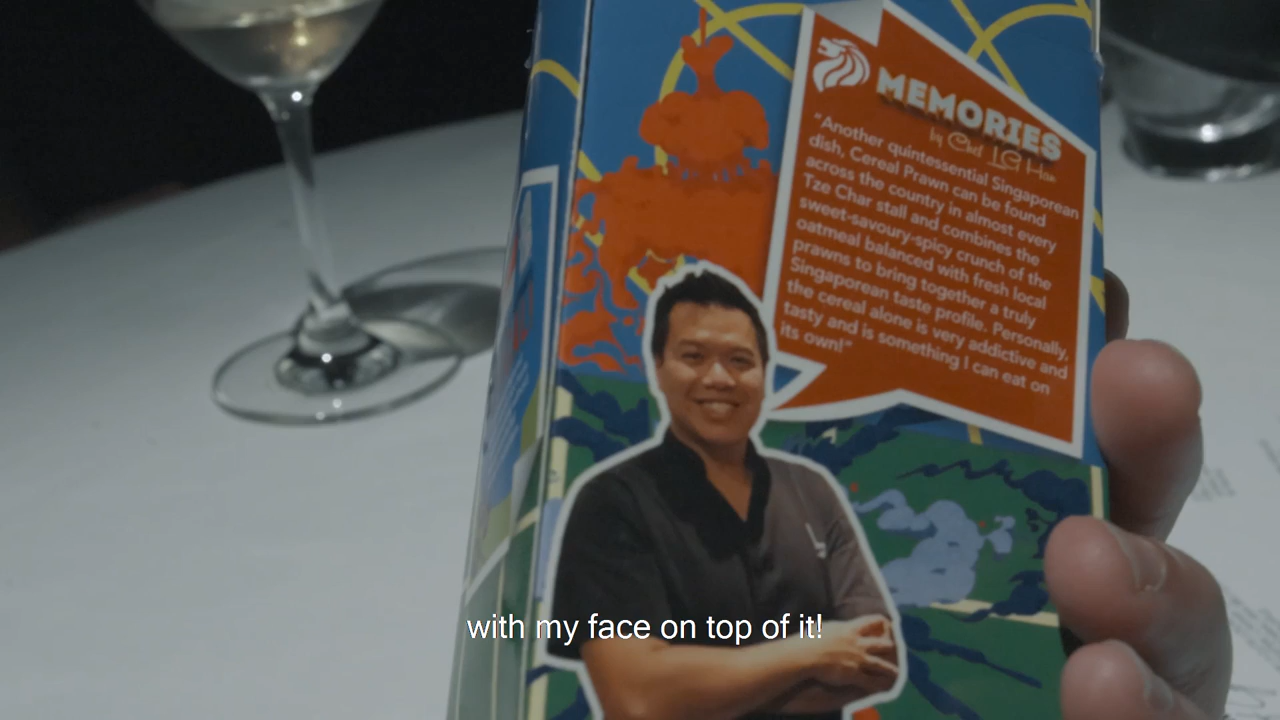 MEMORIES
by Chef LG Han
"Another quintessential Singaporean
dish, Cereal Prawn can be found
across the country in almost every
Tze Char stall and combines the
sweet-savoury-spicy crunch of the
oatmeal balanced with fresh local
prawns to bring together a truly
Singaporean taste profile. Personally,
the cereal alone is very addictive and
tasty and is something I can eat on
its own!"
with my face on top of it!